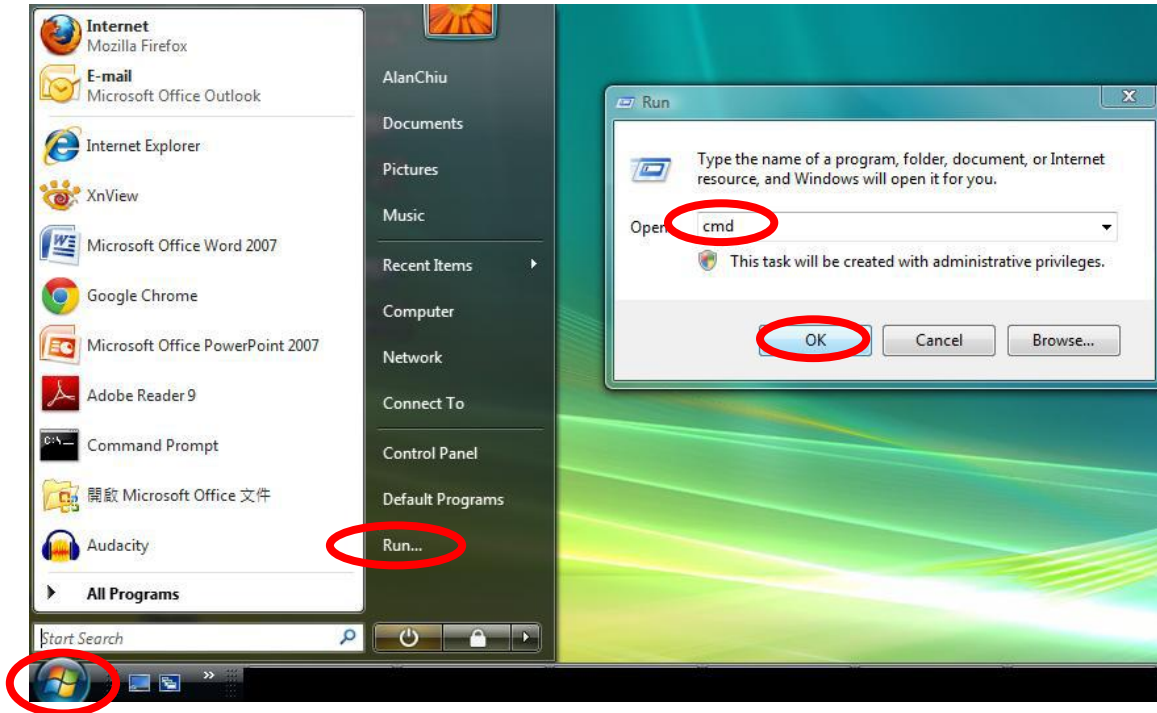 Internet
Mozilla Firefox
E-mail
Microsoft Office Outlook
Internet Explorer
XnView
Microsoft Office Word 2007
Google Chrome
Microsoft Office PowerPoint 2007
Adobe Reader 9
Command Prompt
開啟 Microsoft Office 文件
Audacity
All Programs
Start Search
AlanChiu
Documents
Pictures
Music
Recent Items
Computer
Network
Connect To
Control Panel
Default Programs
Run...
Run
Type the name of a program, folder, document, or Internet
resource, and Windows will open it for you.
Open
cmd
This task will be created with administrative privileges.
OK
Cancel
Browse...